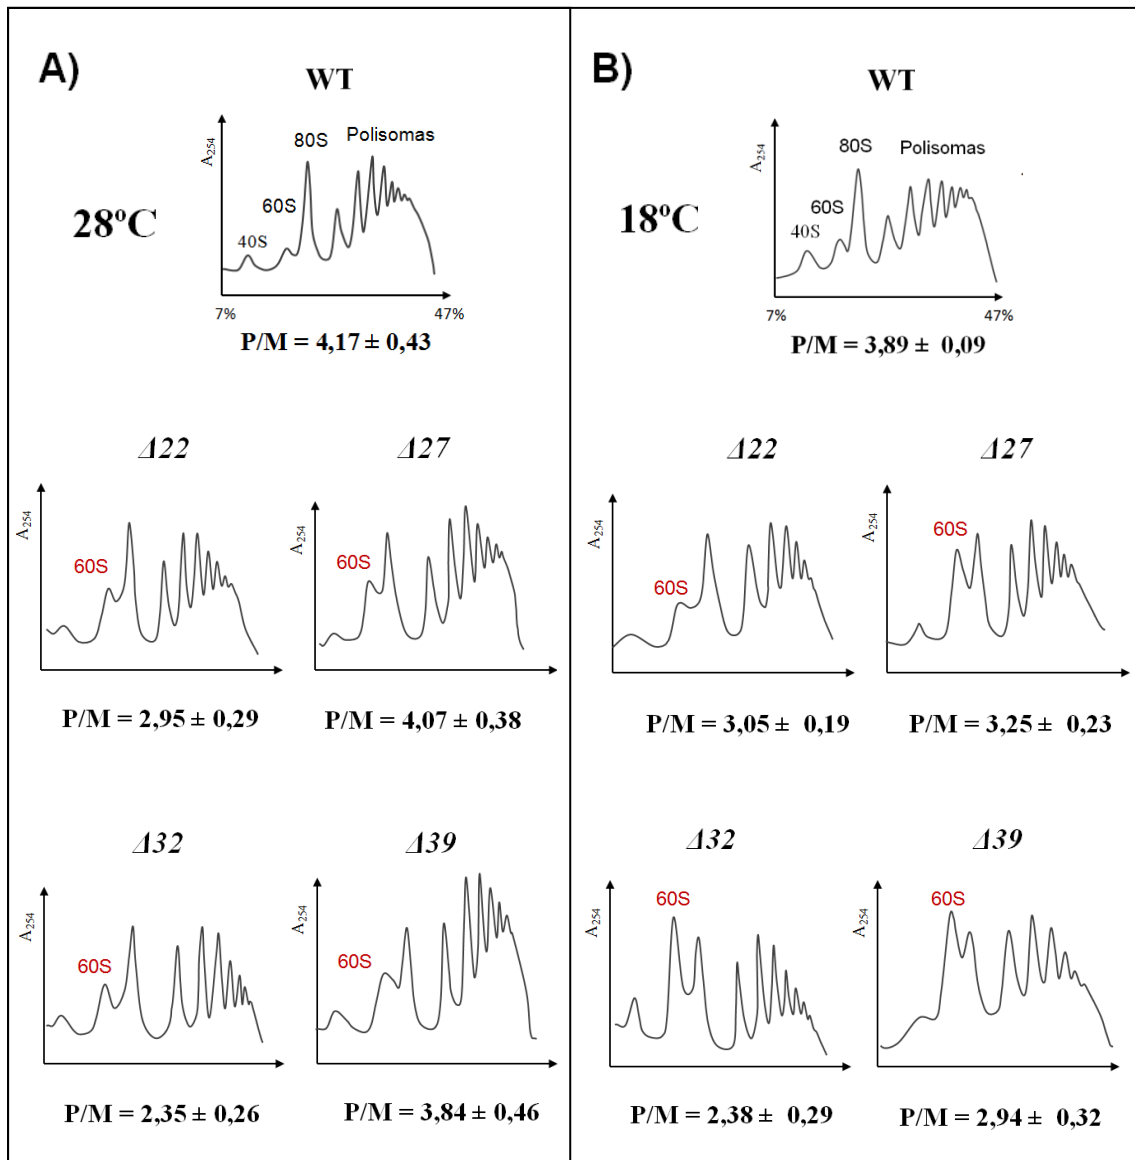 A)
WT
28ºC
A254
40S
60S
80S
Polisomas
7%
47%
P/M = 4,17 ± 0,43
Δ22
A254
60S
P/M = 2,95 ± 0,29
Δ27
A254
60S
P/M = 4,07 ± 0,38
Δ32
A254
60S
P/M = 2,35 ± 0,26
Δ39
A254
60S
P/M = 3,84 ± 0,46
B)
WT
18ºC
A254
40S
60S
80S
Polisomas
7%
47%
P/M = 3,89 ± 0,09
Δ22
A254
60S
P/M = 3,05 ± 0,19
Δ27
A254
60S
P/M = 3,25 ± 0,23
Δ32
A254
60S
P/M = 2,38 ± 0,29
Δ39
A254
60S
P/M = 2,94 ± 0,32